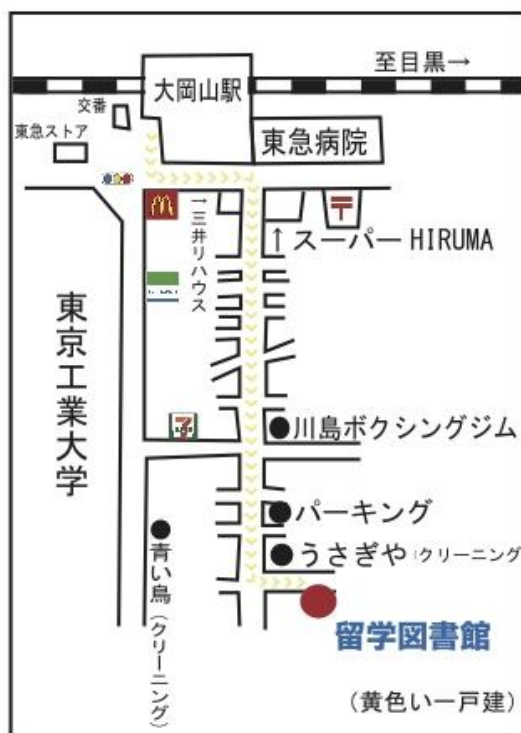 至目黒→
大岡山駅
交番
東急ストア
東急病院
〒
→三井リハウス
↑スーパー HIRUMA
東京工業大学
7
川島ボクシングジム
パーキング
うさぎや(クリーニング)
青い鳥(クリーニング)
留学図書館
(黄色い一戸建)